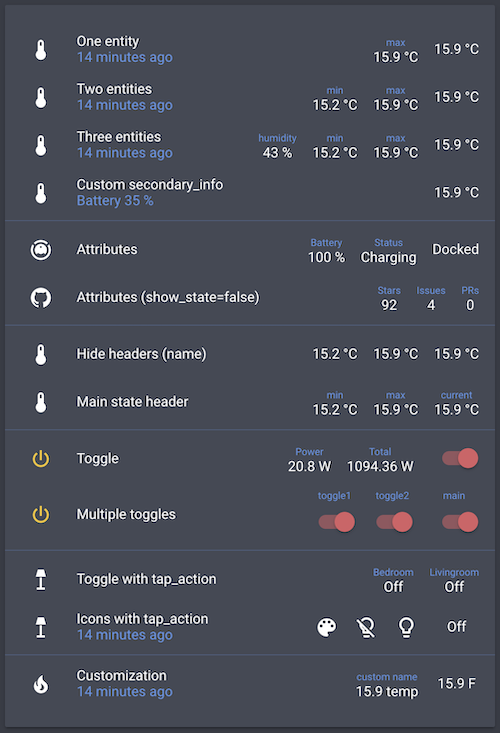 One entity
14 minutes ago
max
15.9 °C
15.9 °C
Two entities
14 minutes ago
min
15.2 °C
max
15.9 °C
15.9 °C
Three entities
14 minutes ago
humidity
43 %
min
15.2 °C
max
15.9 °C
15.9 °C
Custom secondary_info
Battery 35 %
15.9 °C
Attributes
Battery
100 %
Status
Charging
Docked
Attributes (show_state=false)
Stars
92
Issues
4
PRs
0
Hide headers (name)
15.2 °C
15.9 °C
15.9 °C
Main state header
min
15.2 °C
max
15.9 °C
current
15.9 °C
Toggle
Power
20.8 W
Total
1094.36 W
Multiple toggles
toggle1
toggle2
main
Toggle with tap_action
Bedroom
Off
Livingroom
Off
Icons with tap_action
14 minutes ago
Off
Customization
14 minutes ago
custom name
15.9 temp
15.9 F